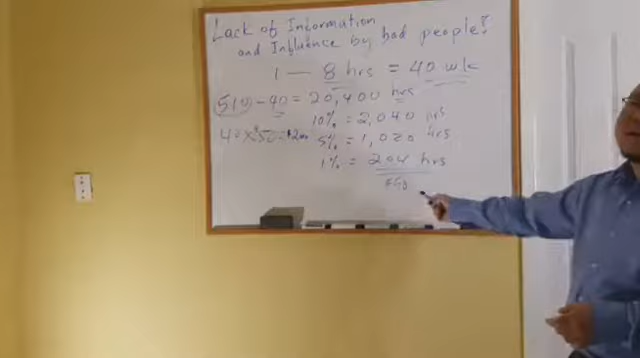 Lack of Information
and Influence by bad people?
1 — 8 hrs = 40 wk
510 - 40 = 20,400 hrs
10% = 2,040 hrs
5% = 1,020 hrs
1% = 204 hrs